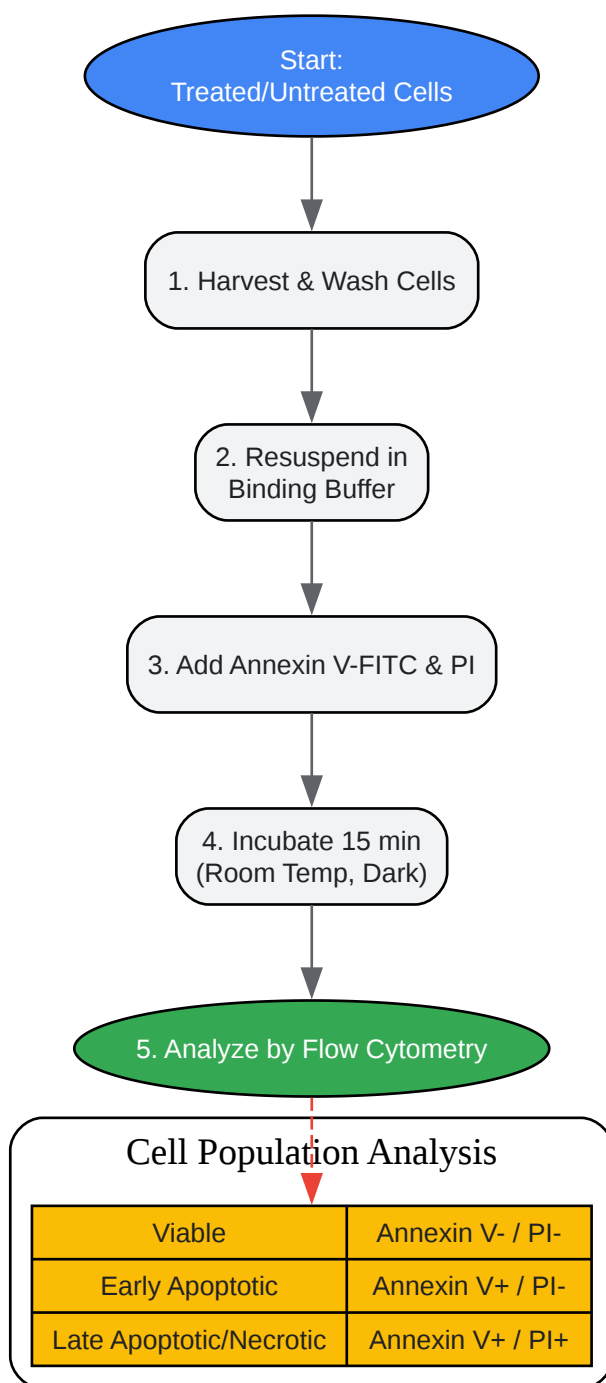 Start:
Treated/Untreated Cells
1. Harvest & Wash Cells
2. Resuspend in
Binding Buffer
3. Add Annexin V-FITC & PI
4. Incubate 15 min
(Room Temp, Dark)
5. Analyze by Flow Cytometry
Cell Population Analysis
Viable Annexin V- / PI-
Early Apoptotic Annexin V+ / PI-
Late Apoptotic/Necrotic Annexin V+ / PI+